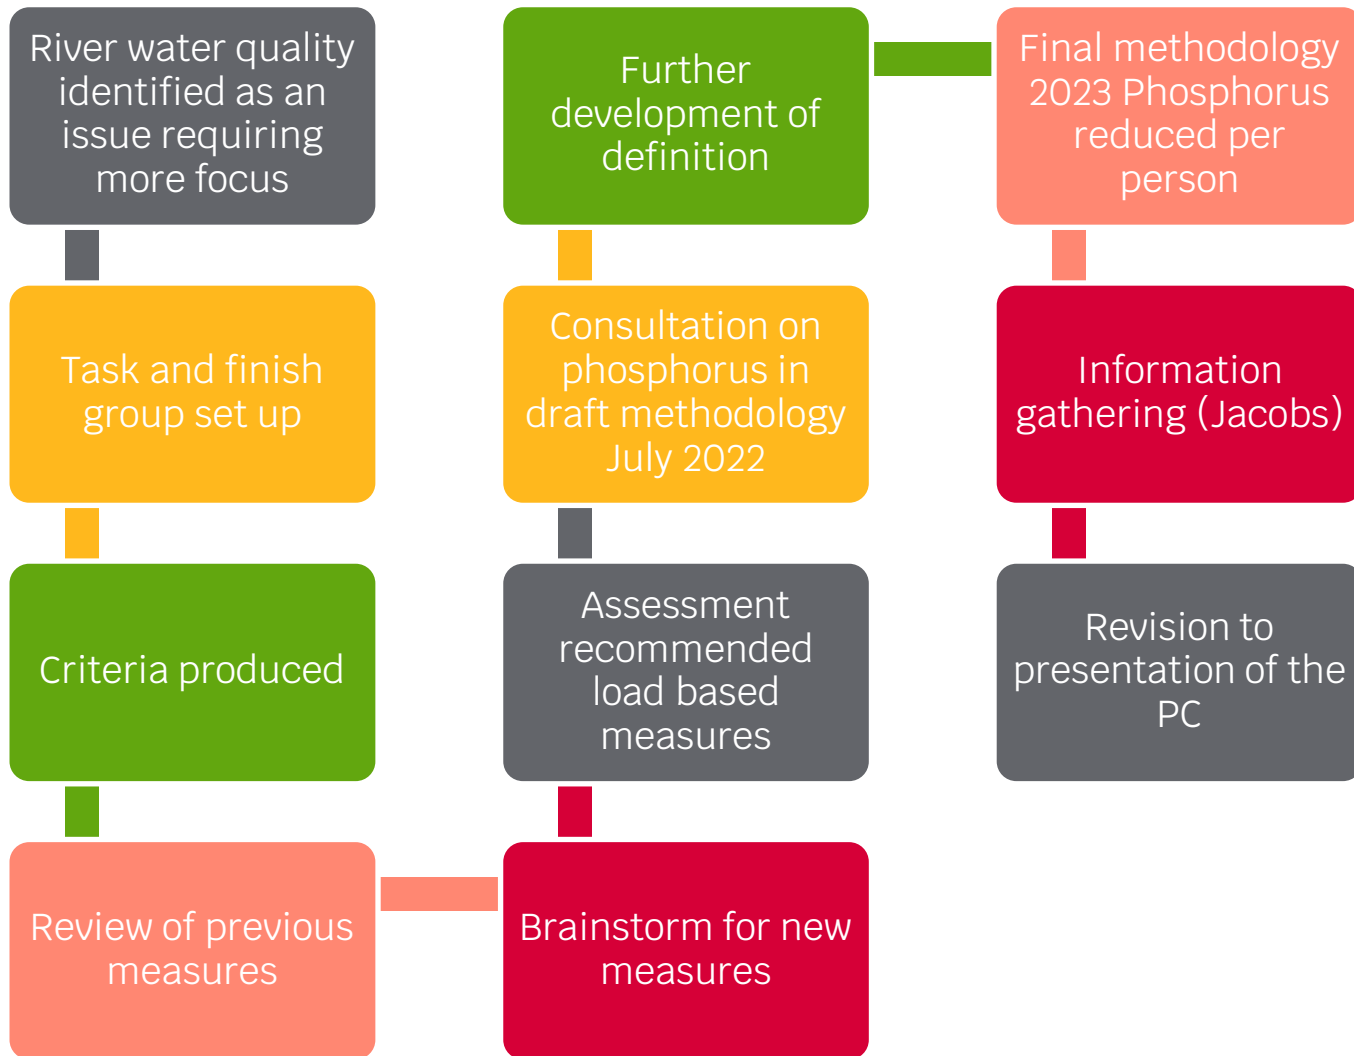 River water quality
identified as an
issue requiring
more focus
Task and finish
group set up
Criteria produced
Review of previous
measures
Brainstorm for new
measures
Assessment
recommended
load based
measures
Consultation on
phosphorus in
draft methodology
July 2022
Further
development of
definition
Final methodology
2023 Phosphorus
reduced per
person
Information
gathering (Jacobs)
Revision to
presentation of the
PC